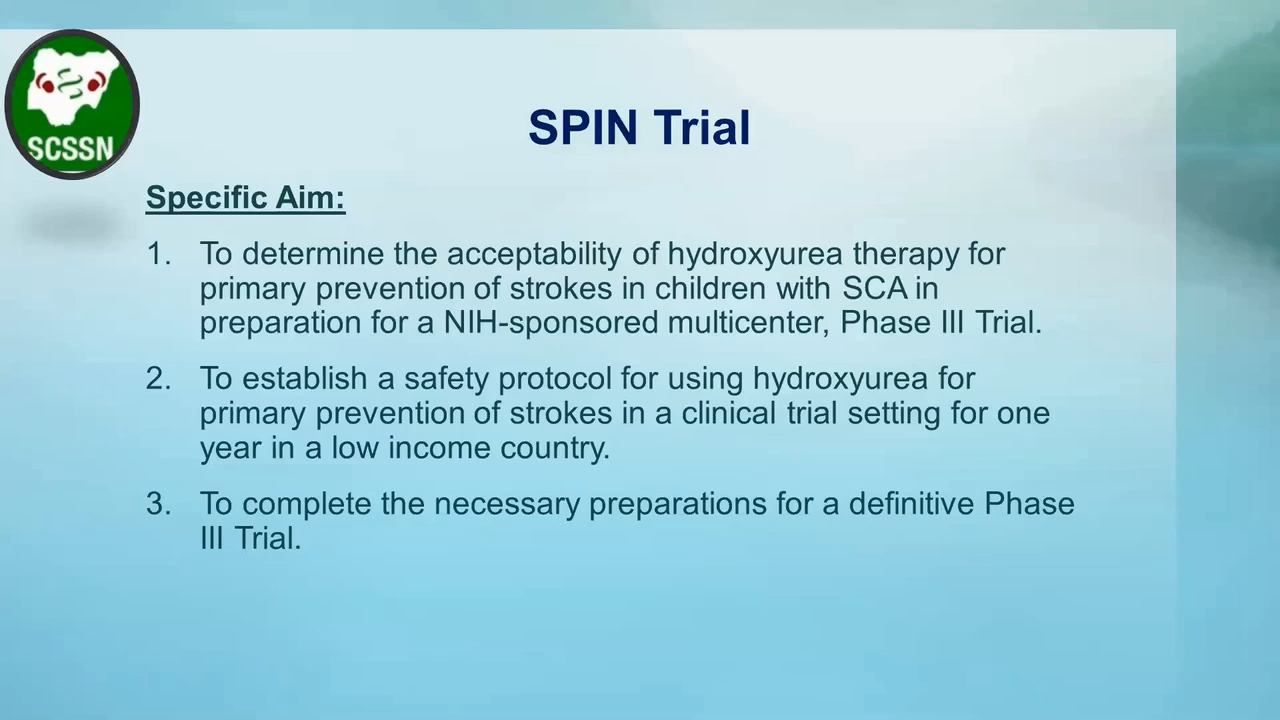 SCSSN
SPIN Trial
Specific Aim:
1. To determine the acceptability of hydroxyurea therapy for
primary prevention of strokes in children with SCA in
preparation for a NIH-sponsored multicenter, Phase III Trial.
2. To establish a safety protocol for using hydroxyurea for
primary prevention of strokes in a clinical trial setting for one
year in a low income country.
3. To complete the necessary preparations for a definitive Phase
III Trial.